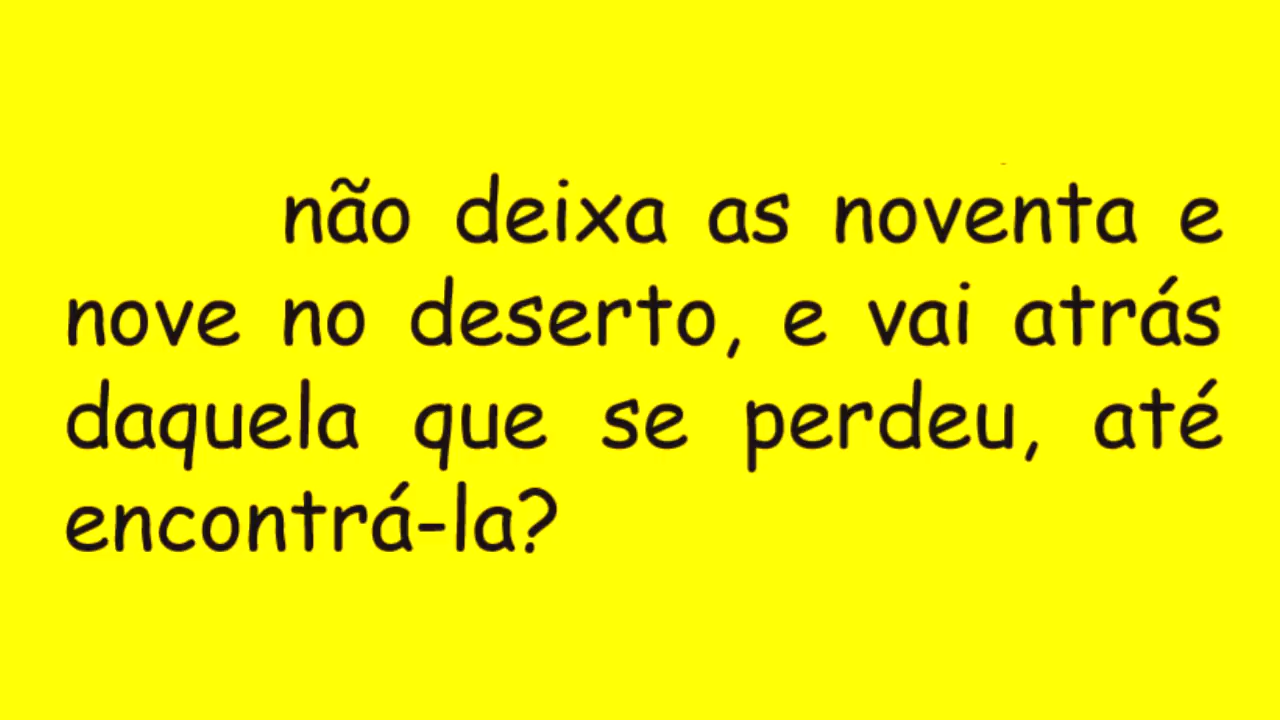 não deixa as noventa e
nove no deserto, e vai atrás
daquela que se perdeu, até
encontrá-la?